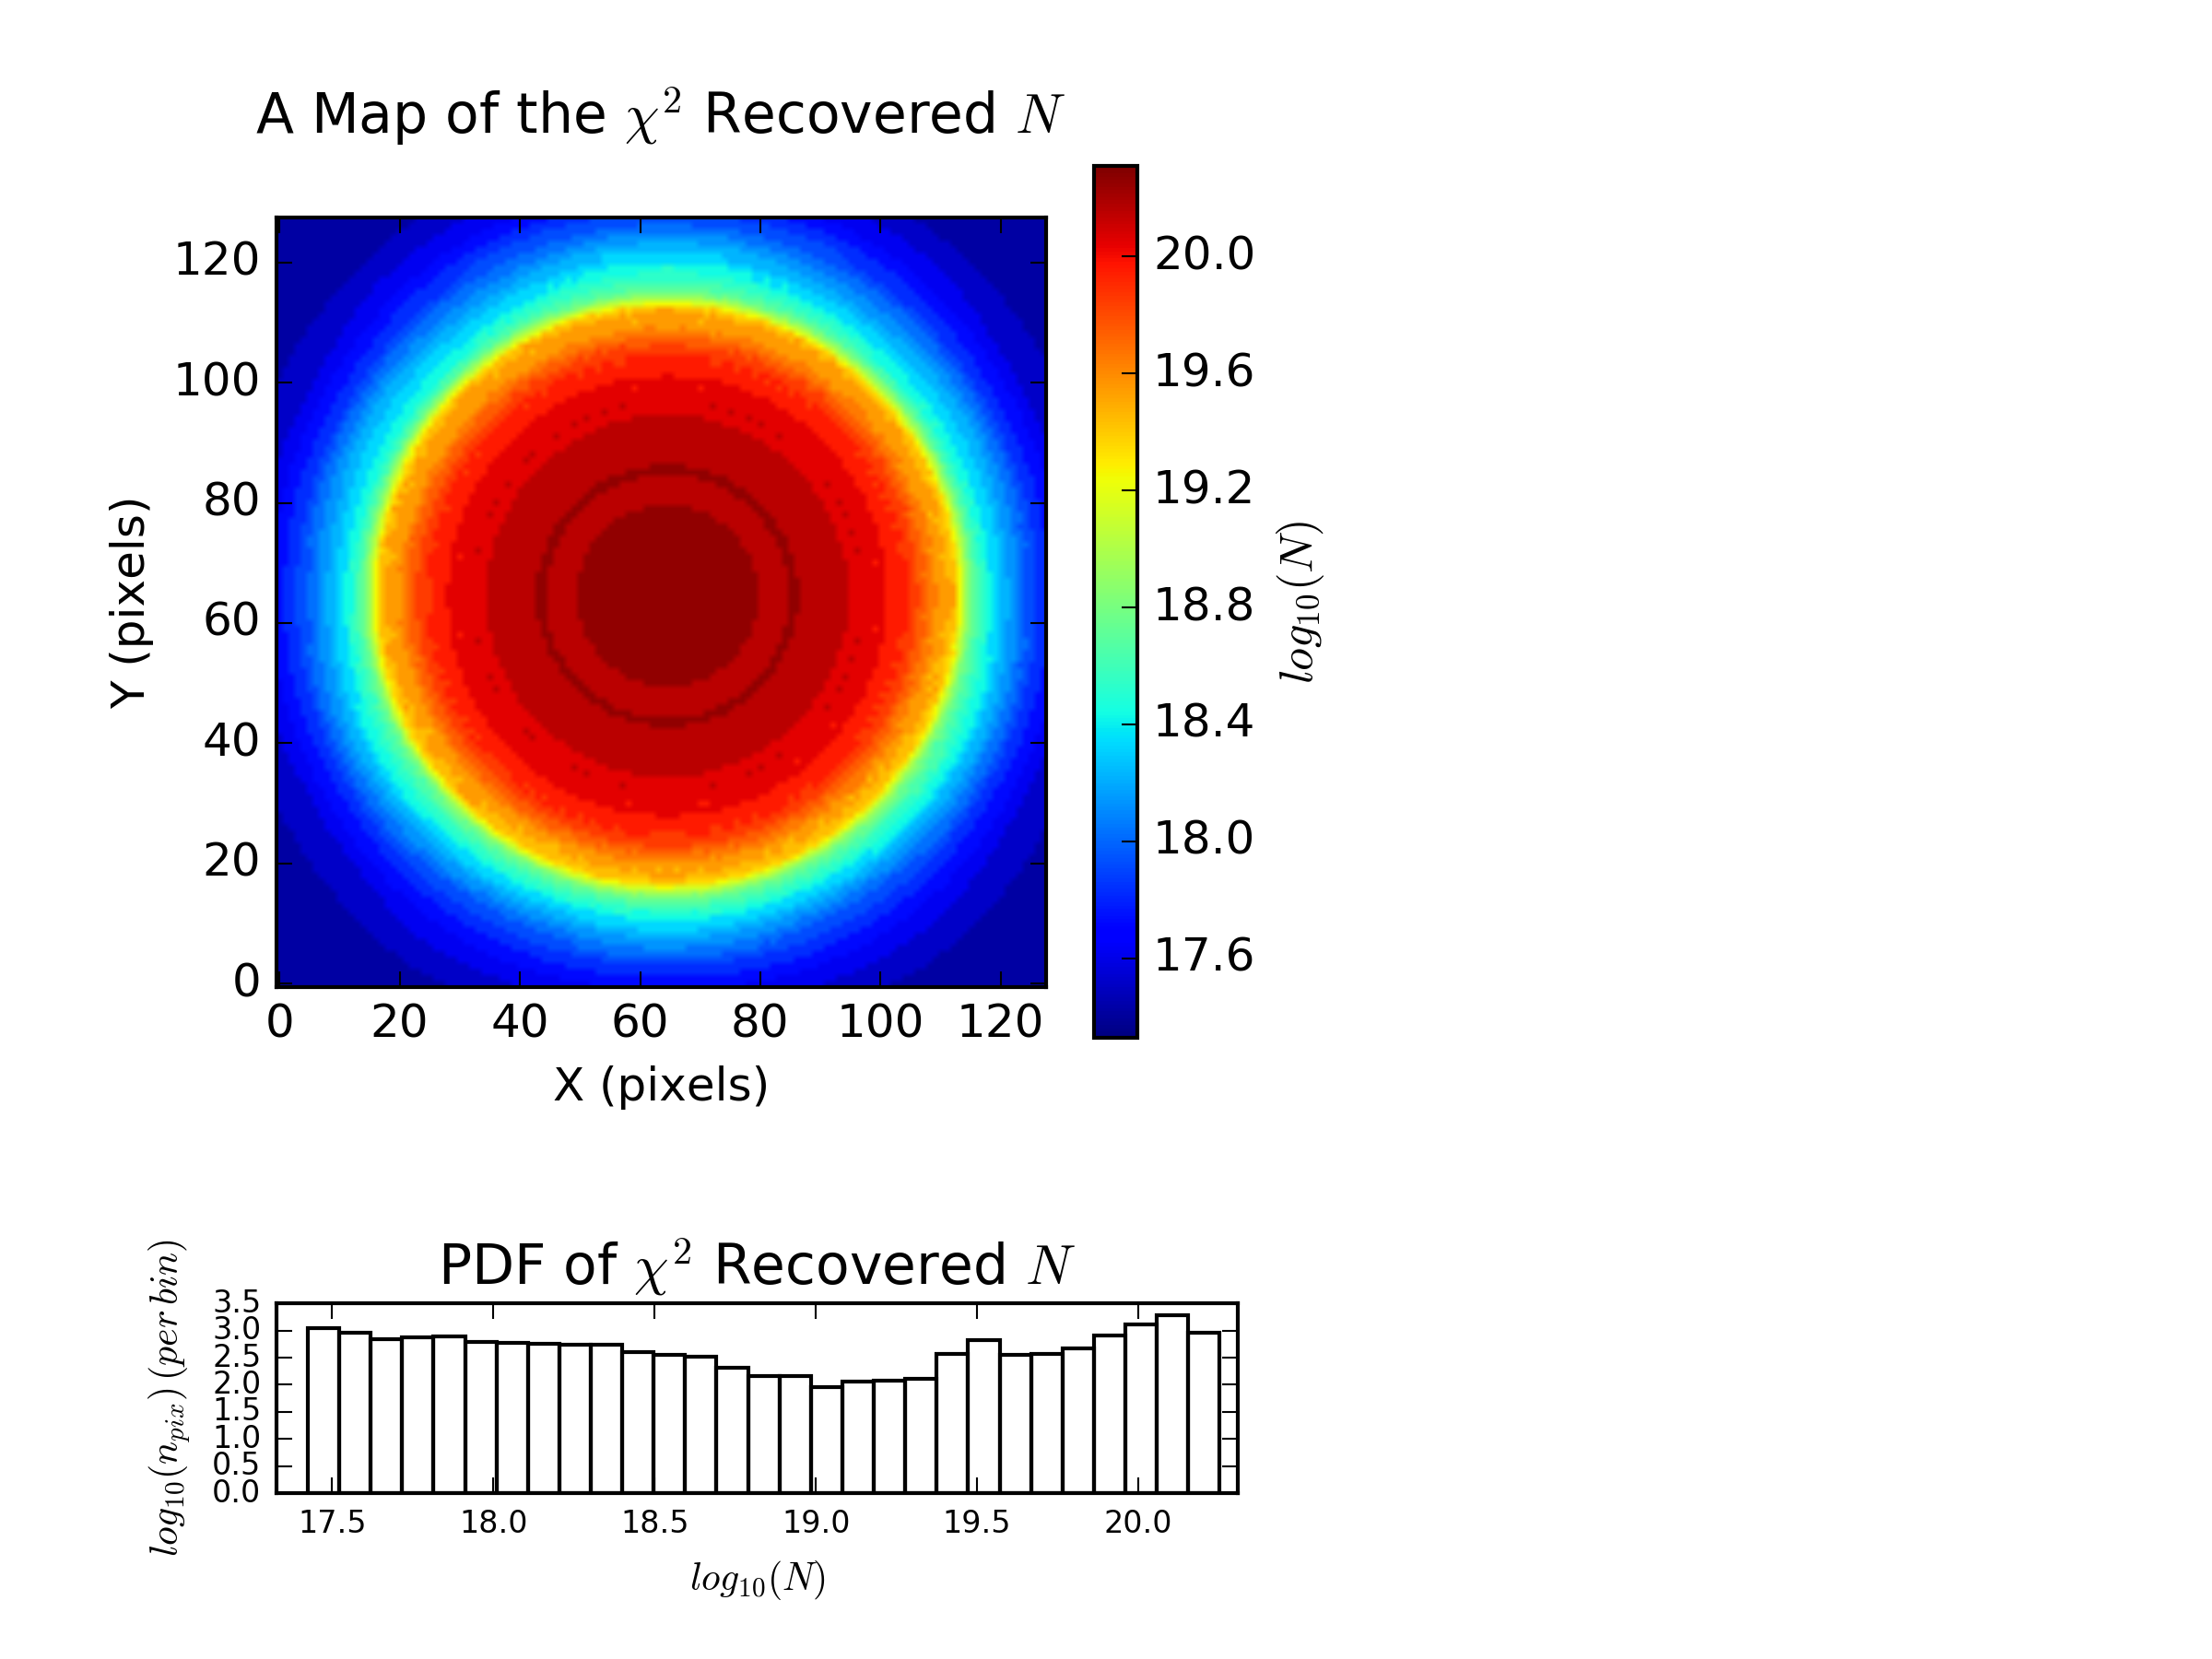 A Map of the χ² Recovered N
120
100
80
60
40
20
0
Y (pixels)
0 20 40 60 80 100 120
X (pixels)
20.0
19.6
19.2
18.8
18.4
18.0
17.6
log₁₀(N)
PDF of χ² Recovered N
3.5
3.0
2.5
2.0
1.5
1.0
0.5
0.0
log₁₀(n_pix) (per bin)
17.5 18.0 18.5 19.0 19.5 20.0
log₁₀(N)